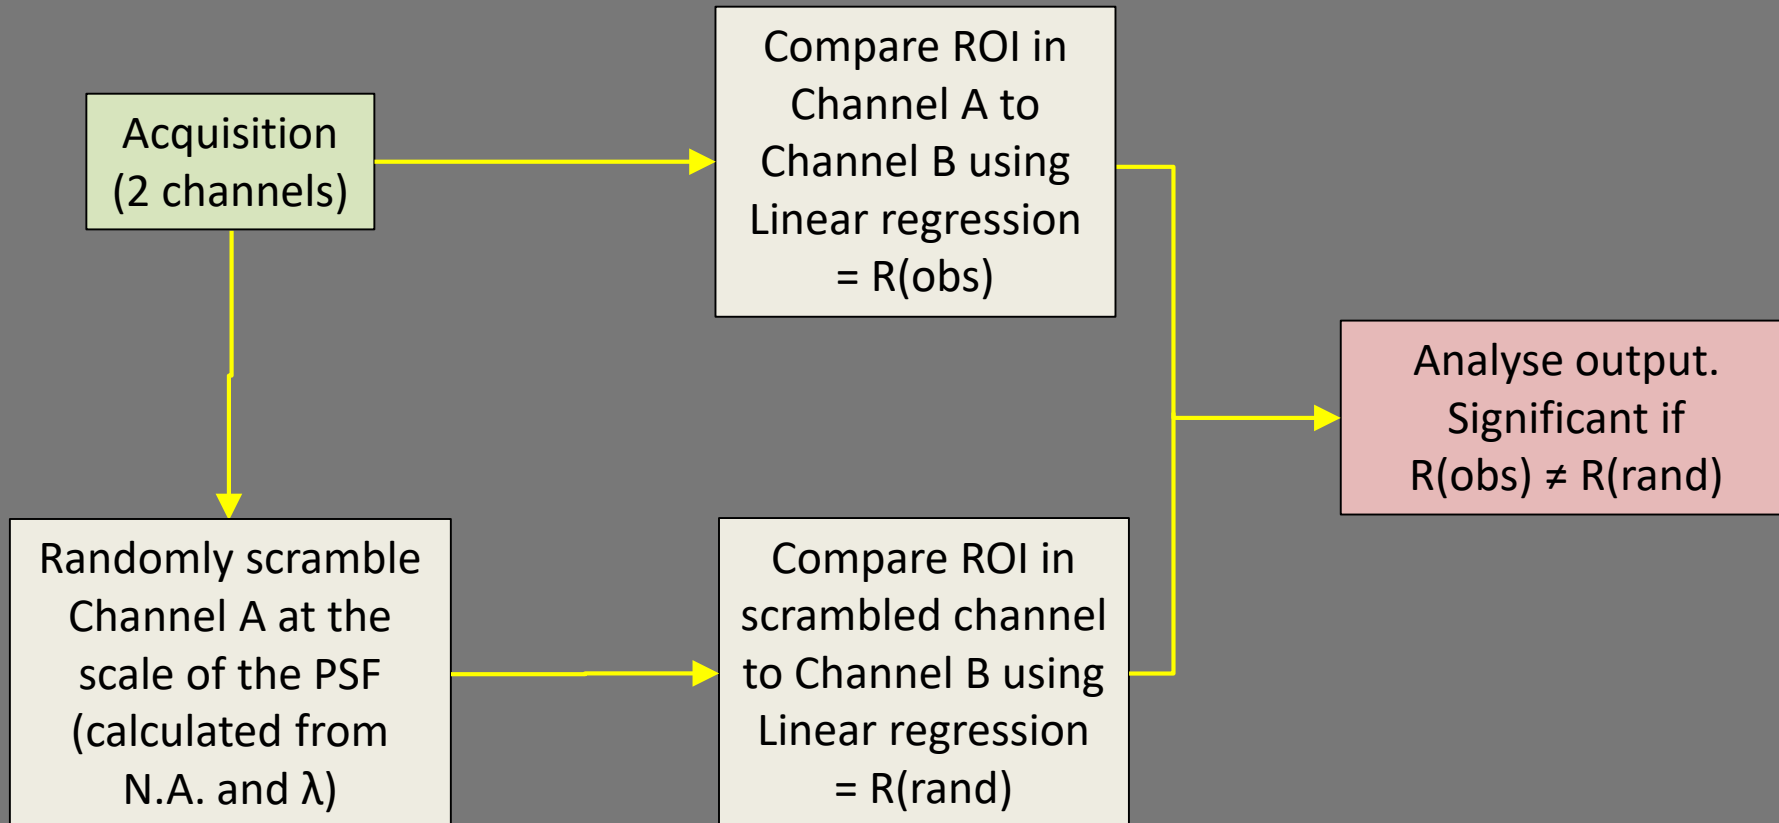 Acquisition
(2 channels)
Compare ROI in
Channel A to
Channel B using
Linear regression
= R(obs)
Randomly scramble
Channel A at the
scale of the PSF
(calculated from
N.A. and λ)
Compare ROI in
scrambled channel
to Channel B using
Linear regression
= R(rand)
Analyse output.
Significant if
R(obs) ≠ R(rand)